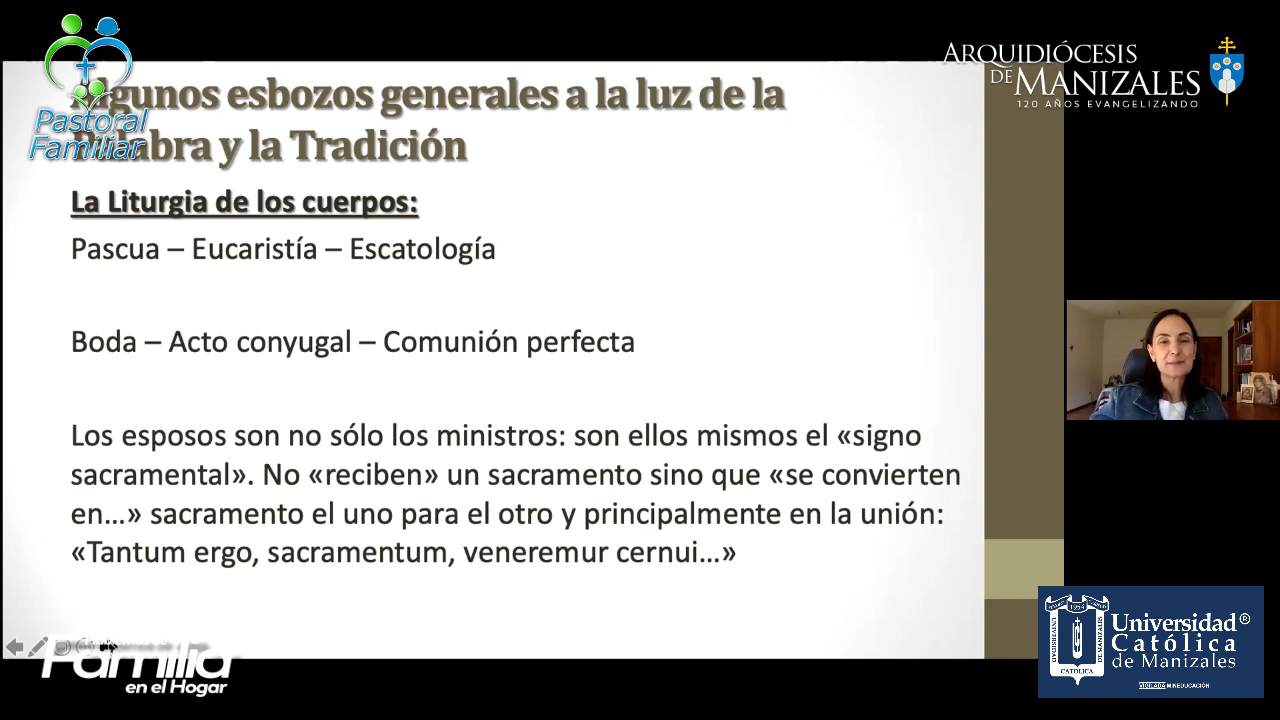 ARQUIDIÓCESIS
DE MANIZALES
120 AÑOS EVANGELIZANDO
Pastoral
Familiar
esbozos generales a la luz de la
y la Tradición
La Liturgia de los cuerpos:
Pascua – Eucaristía – Escatología
Boda – Acto conyugal – Comunión perfecta
Los esposos son no sólo los ministros: son ellos mismos el «signo
sacramental». No «reciben» un sacramento sino que «se convierten
en…» sacramento el uno para el otro y principalmente en la unión:
«Tantum ergo, sacramentum, veneremur cernui…»
Familia
en el Hogar
1954
Universidad®
Católica
de Manizales
VIGILADA MINEDUCACIÓN